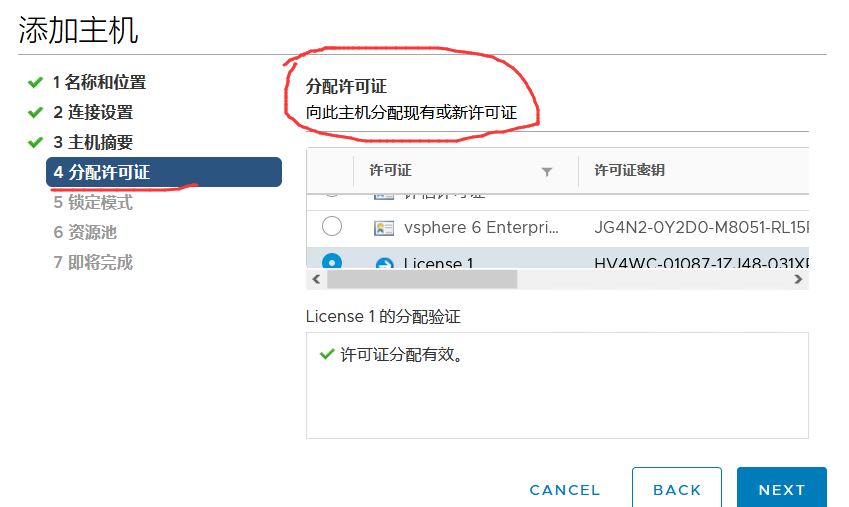 添加主机
1 名称和位置
2 连接设置
3 主机摘要
4 分配许可证
5 锁定模式
6 资源池
7 即将完成
分配许可证
向此主机分配现有或新许可证
许可证 许可证密钥
评估许可证
vsphere 6 Enterpri... JG4N2-0Y2D0-M8051-RL15
License 1 HV4WC-01087-1ZJ48-031X
License 1 的分配验证
许可证分配有效。
CANCEL BACK NEXT